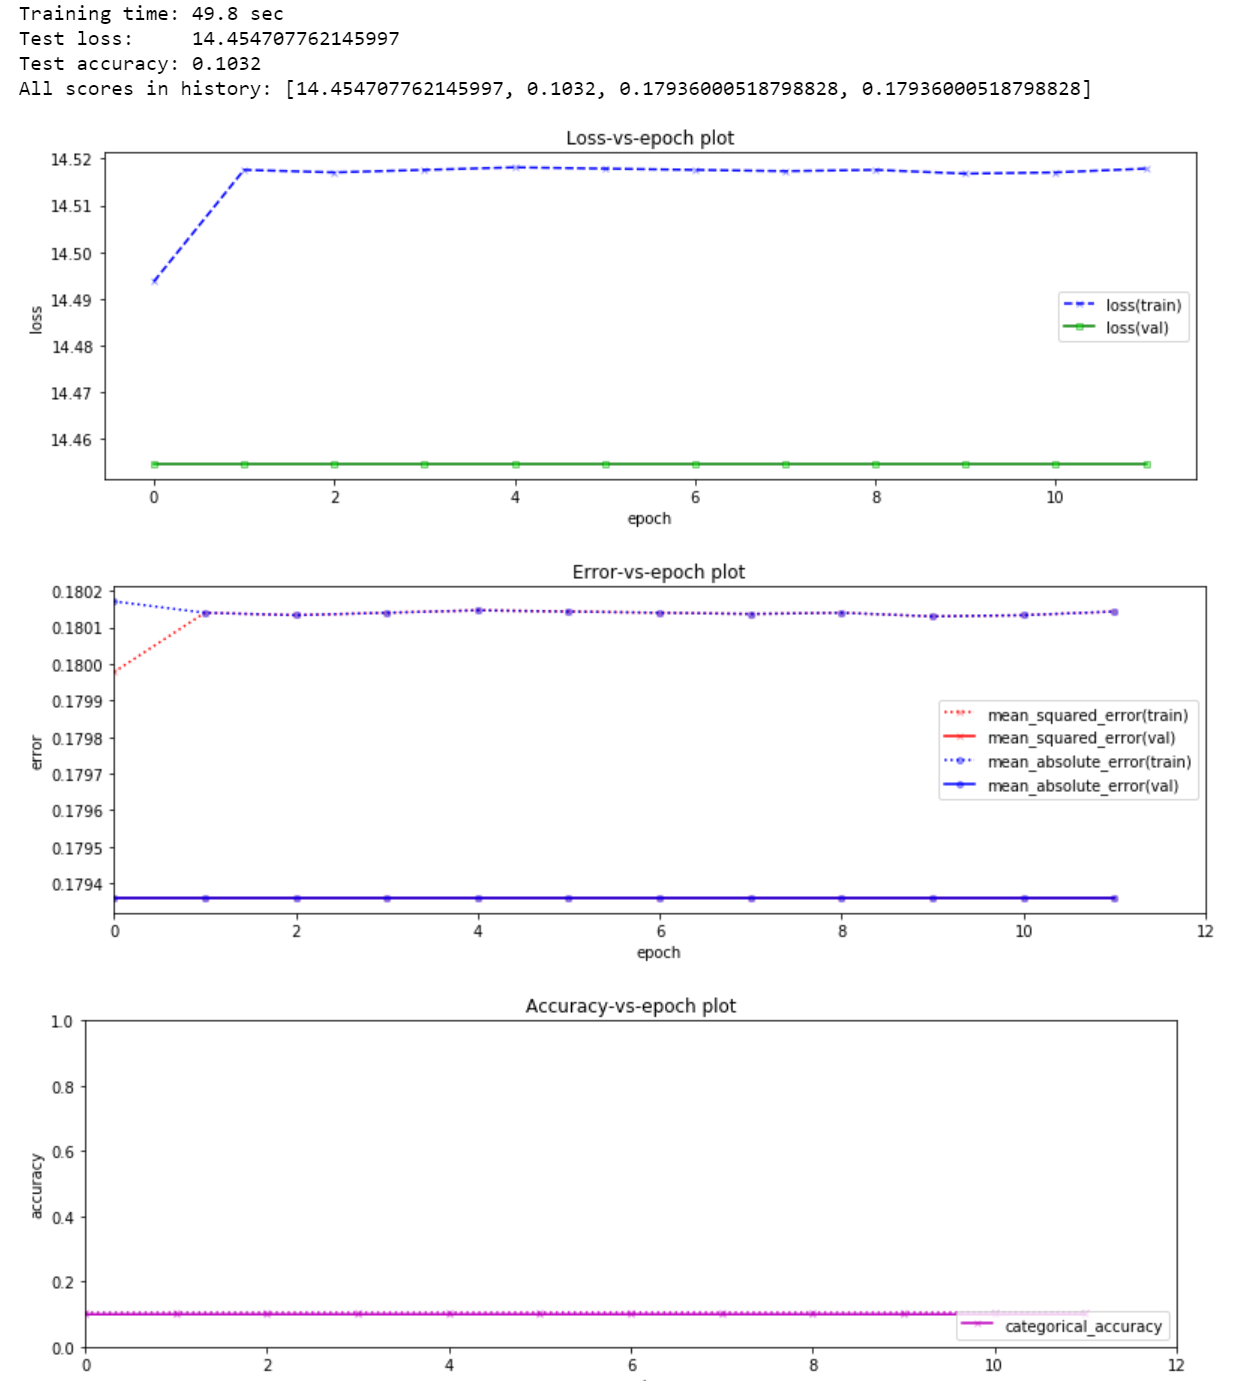 Training time: 49.8 sec
Test loss:     14.454707762145997
Test accuracy: 0.1032
All scores in history: [14.454707762145997, 0.1032, 0.17936000518798828, 0.17936000518798828]
Loss-vs-epoch plot
14.52
14.51
14.50
14.49
14.48
14.47
14.46
loss
loss(train)
loss(val)
0 2 4 6 8 10
epoch
Error-vs-epoch plot
0.1802
0.1801
0.1800
0.1799
0.1798
0.1797
0.1796
0.1795
0.1794
error
mean_squared_error(train)
mean_squared_error(val)
mean_absolute_error(train)
mean_absolute_error(val)
0 2 4 6 8 10 12
epoch
Accuracy-vs-epoch plot
1.0
0.8
0.6
0.4
0.2
0.0
accuracy
categorical_accuracy
0 2 4 6 8 10 12